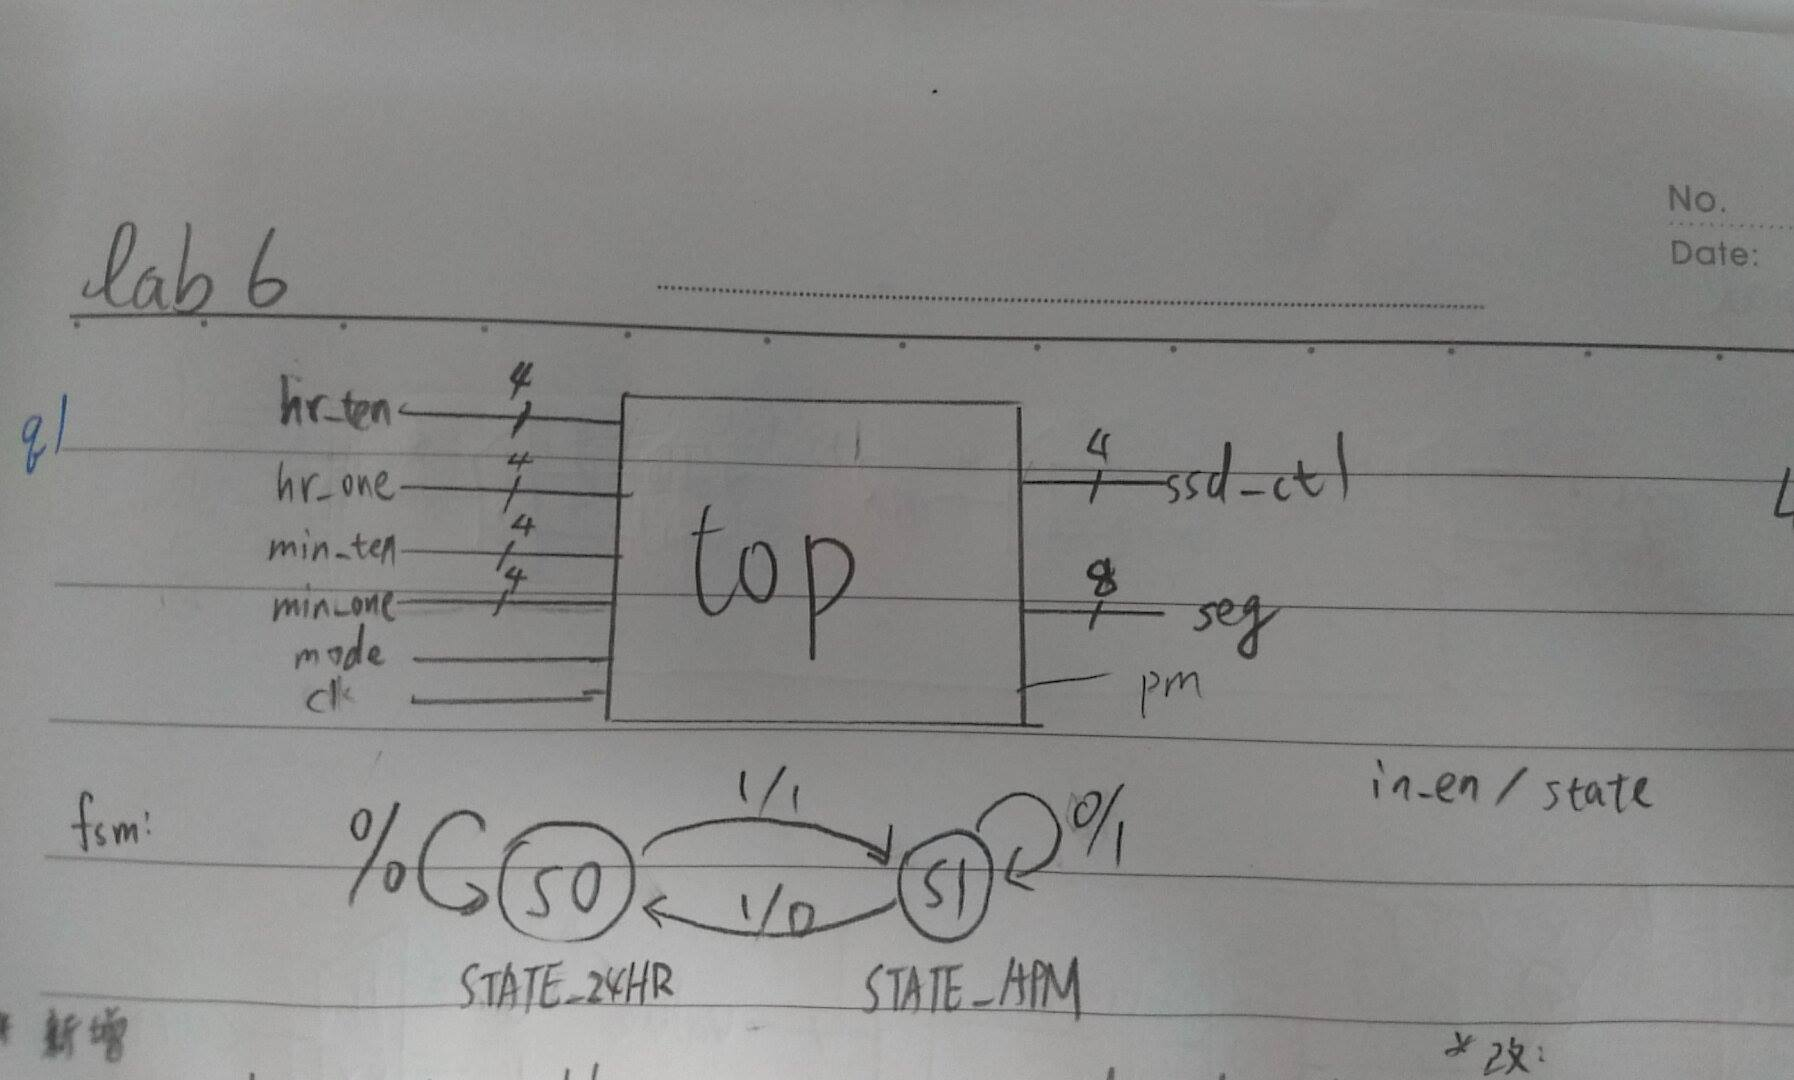 No.
Date:
lab 6
q1
hr_ten 4
hr_one 4
min_ten 4
min_one 4
mode
clk
top
4 ssd_ctl
8 seg
pm
in_en / state
fsm:
0/0
S0
1/1
1/0
S1
0/1
STATE_24HR
STATE_APM
* 新增
* 改: